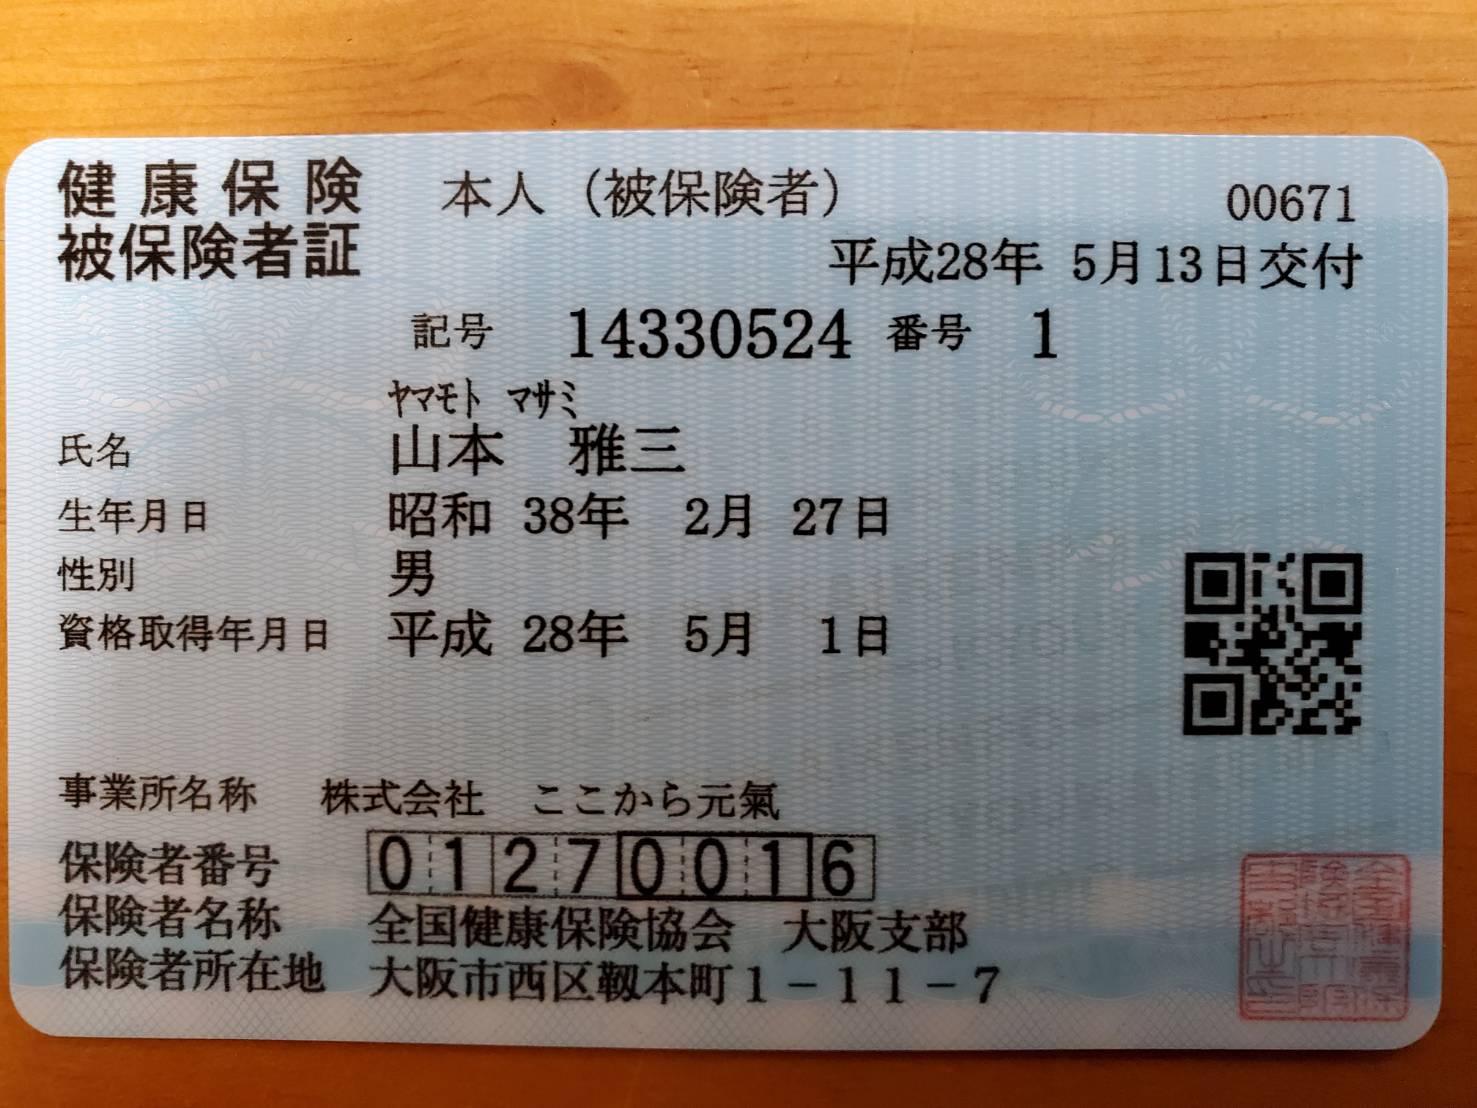 健康保険 本人（被保険者） 00671
被保険者証 平成28年 5月13日交付
記号 14330524 番号 1
ﾔﾏﾓﾄ ﾏｻﾐ
氏名 山本 雅三
生年月日 昭和 38年 2月 27日
性別 男
資格取得年月日 平成 28年 5月 1日
事業所名称 株式会社 ここから元氣
保険者番号 01270016
保険者名称 全国健康保険協会 大阪支部
保険者所在地 大阪市西区靱本町1－11－7